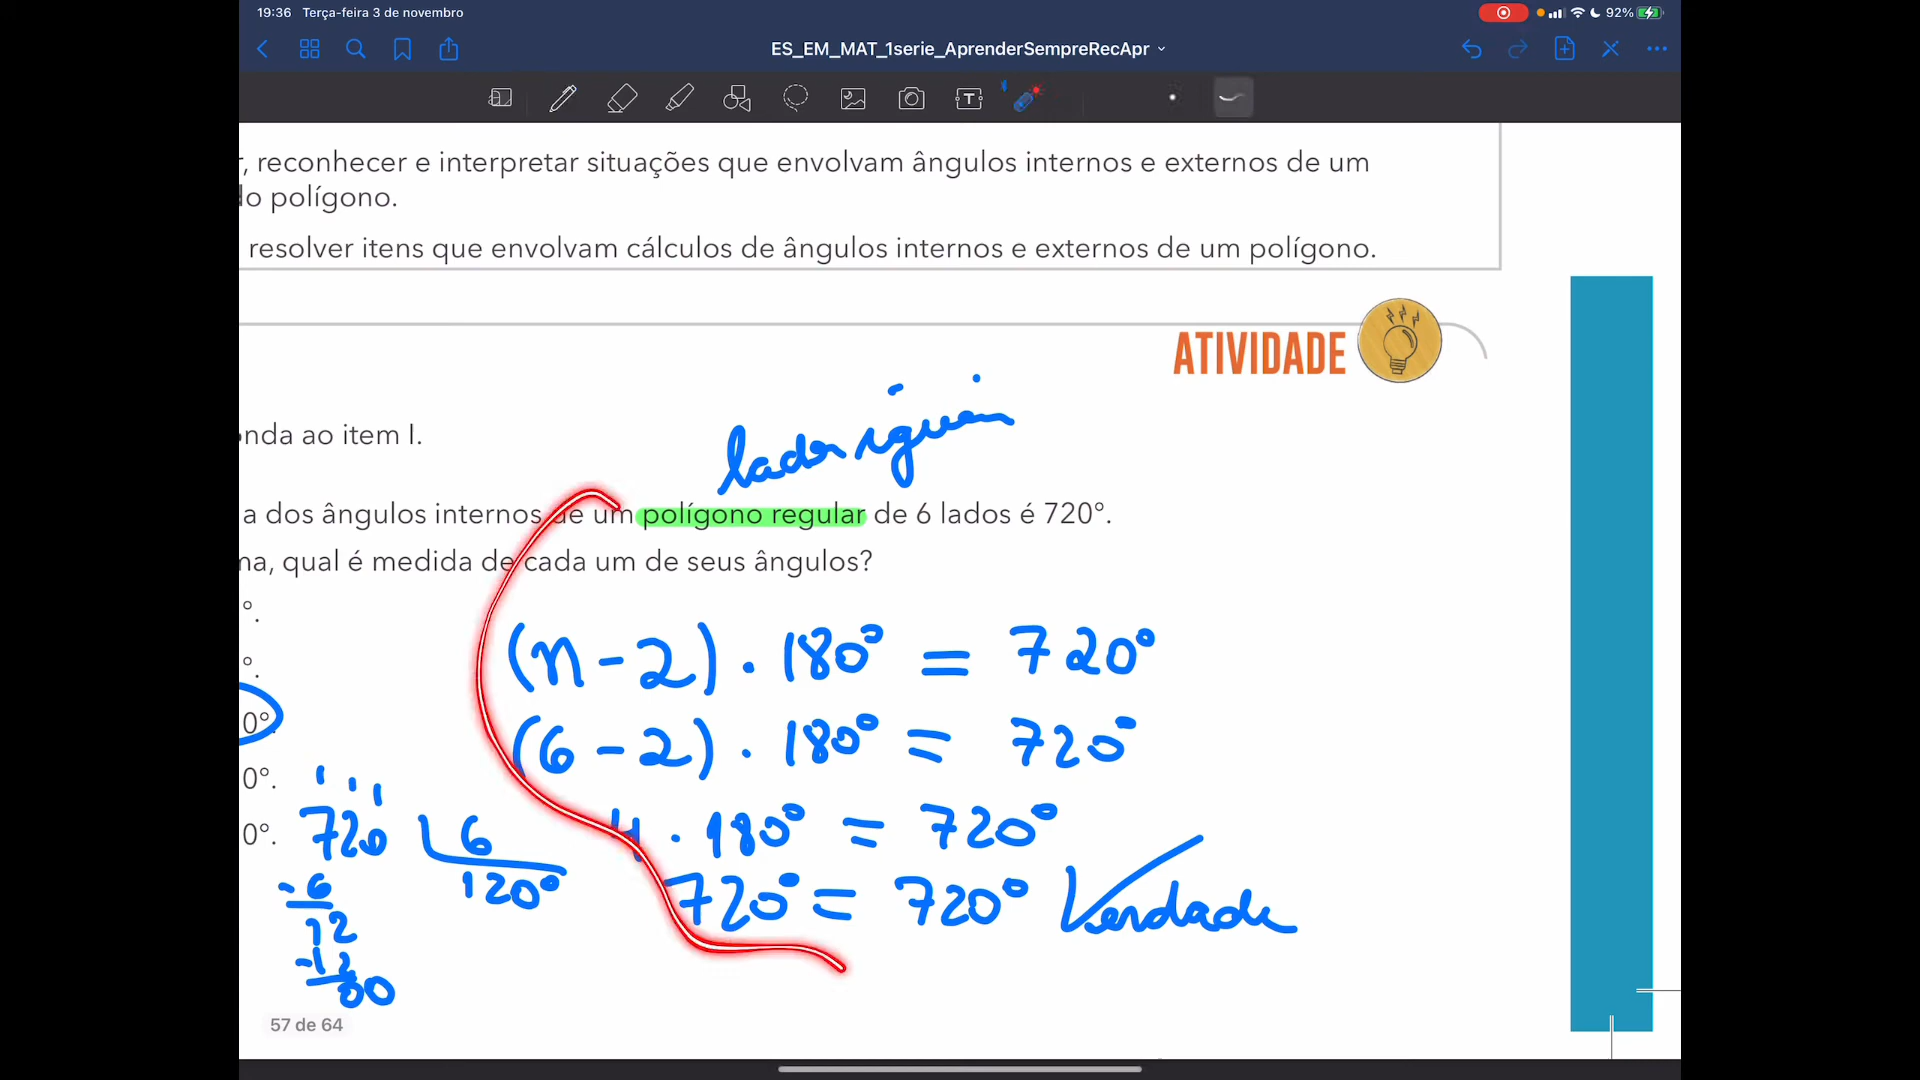 19:36 Terça-feira 3 de novembro
92%
ES_EM_MAT_1serie_AprenderSempreRecApr
r, reconhecer e interpretar situações que envolvam ângulos internos e externos de um
do polígono.
resolver itens que envolvam cálculos de ângulos internos e externos de um polígono.
ATIVIDADE
onda ao item I.
lados iguais
a dos ângulos internos de um polígono regular de 6 lados é 720°.
ma, qual é medida de cada um de seus ângulos?
°.
°.
0°.
0°.
0°.
(n - 2) . 180° = 720°
(6 - 2) . 180° = 720°
4 . 180° = 720°
720° = 720° Verdade
720 6
-6 120°
12
-12
00
57 de 64